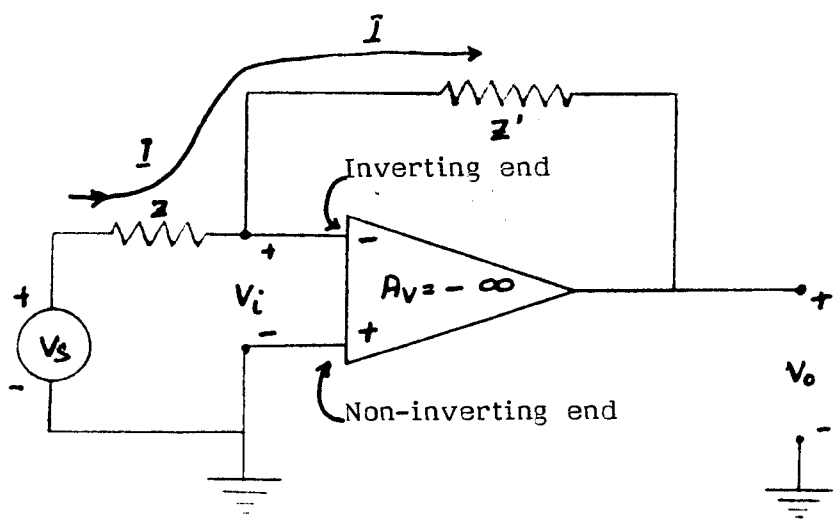 I
I
Z'
Inverting end
Z
+
-
+
Vi
Av = - ∞
+
Vs
-
-
+
+
Vo
Non-inverting end
-